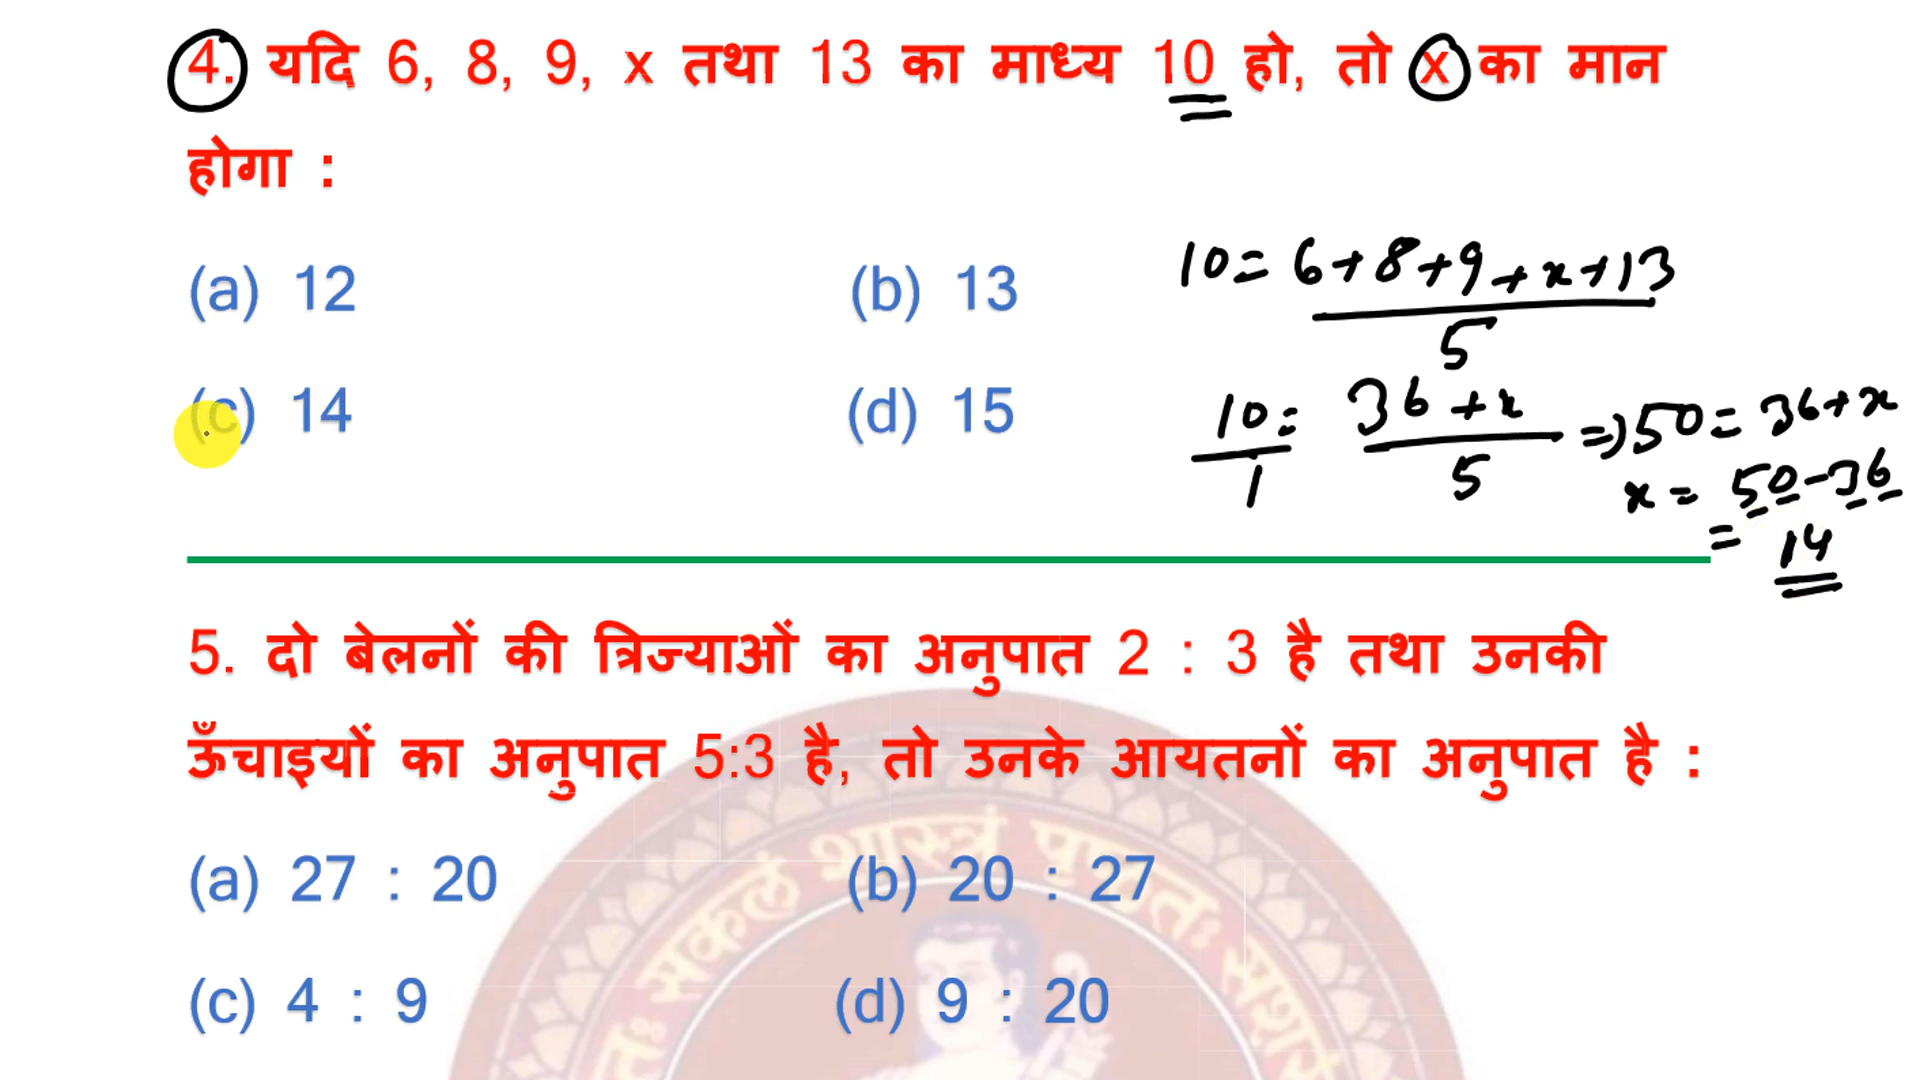 4. यदि 6, 8, 9, x तथा 13 का माध्य 10 हो, तो x का मान
होगा :
(a) 12 (b) 13
10 = 6+8+9+x+13
5
(c) 14 (d) 15
10 = 36+x ⇒ 50 = 36+x
1 5
x = 50-36
= 14
5. दो बेलनों की त्रिज्याओं का अनुपात 2 : 3 है तथा उनकी
ऊँचाइयों का अनुपात 5:3 है, तो उनके आयतनों का अनुपात है :
(a) 27 : 20 (b) 20 : 27
(c) 4 : 9 (d) 9 : 20
सकलं शास्त्रं